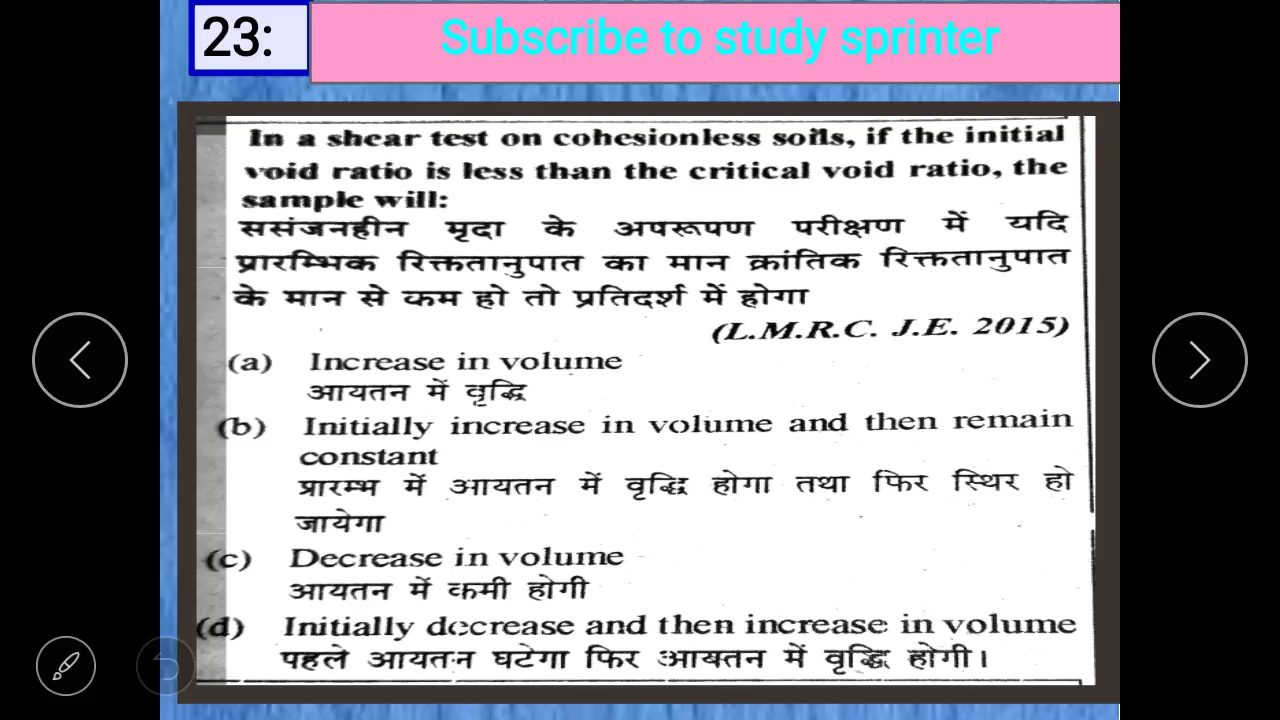 23:
Subscribe to study sprinter
In a shear test on cohesionless soils, if the initial
void ratio is less than the critical void ratio, the
sample will:
ससंजनहीन मृदा के अपरूपण परीक्षण में यदि
प्रारम्भिक रिक्ततानुपात का मान क्रांतिक रिक्ततानुपात
के मान से कम हो तो प्रतिदर्श में होगा
(L.M.R.C. J.E. 2015)
(a) Increase in volume
आयतन में वृद्धि
(b) Initially increase in volume and then remain
constant
प्रारम्भ में आयतन में वृद्धि होगा तथा फिर स्थिर हो
जायेगा
(c) Decrease in volume
आयतन में कमी होगी
(d) Initially decrease and then increase in volume
पहले आयतन घटेगा फिर आयतन में वृद्धि होगी।